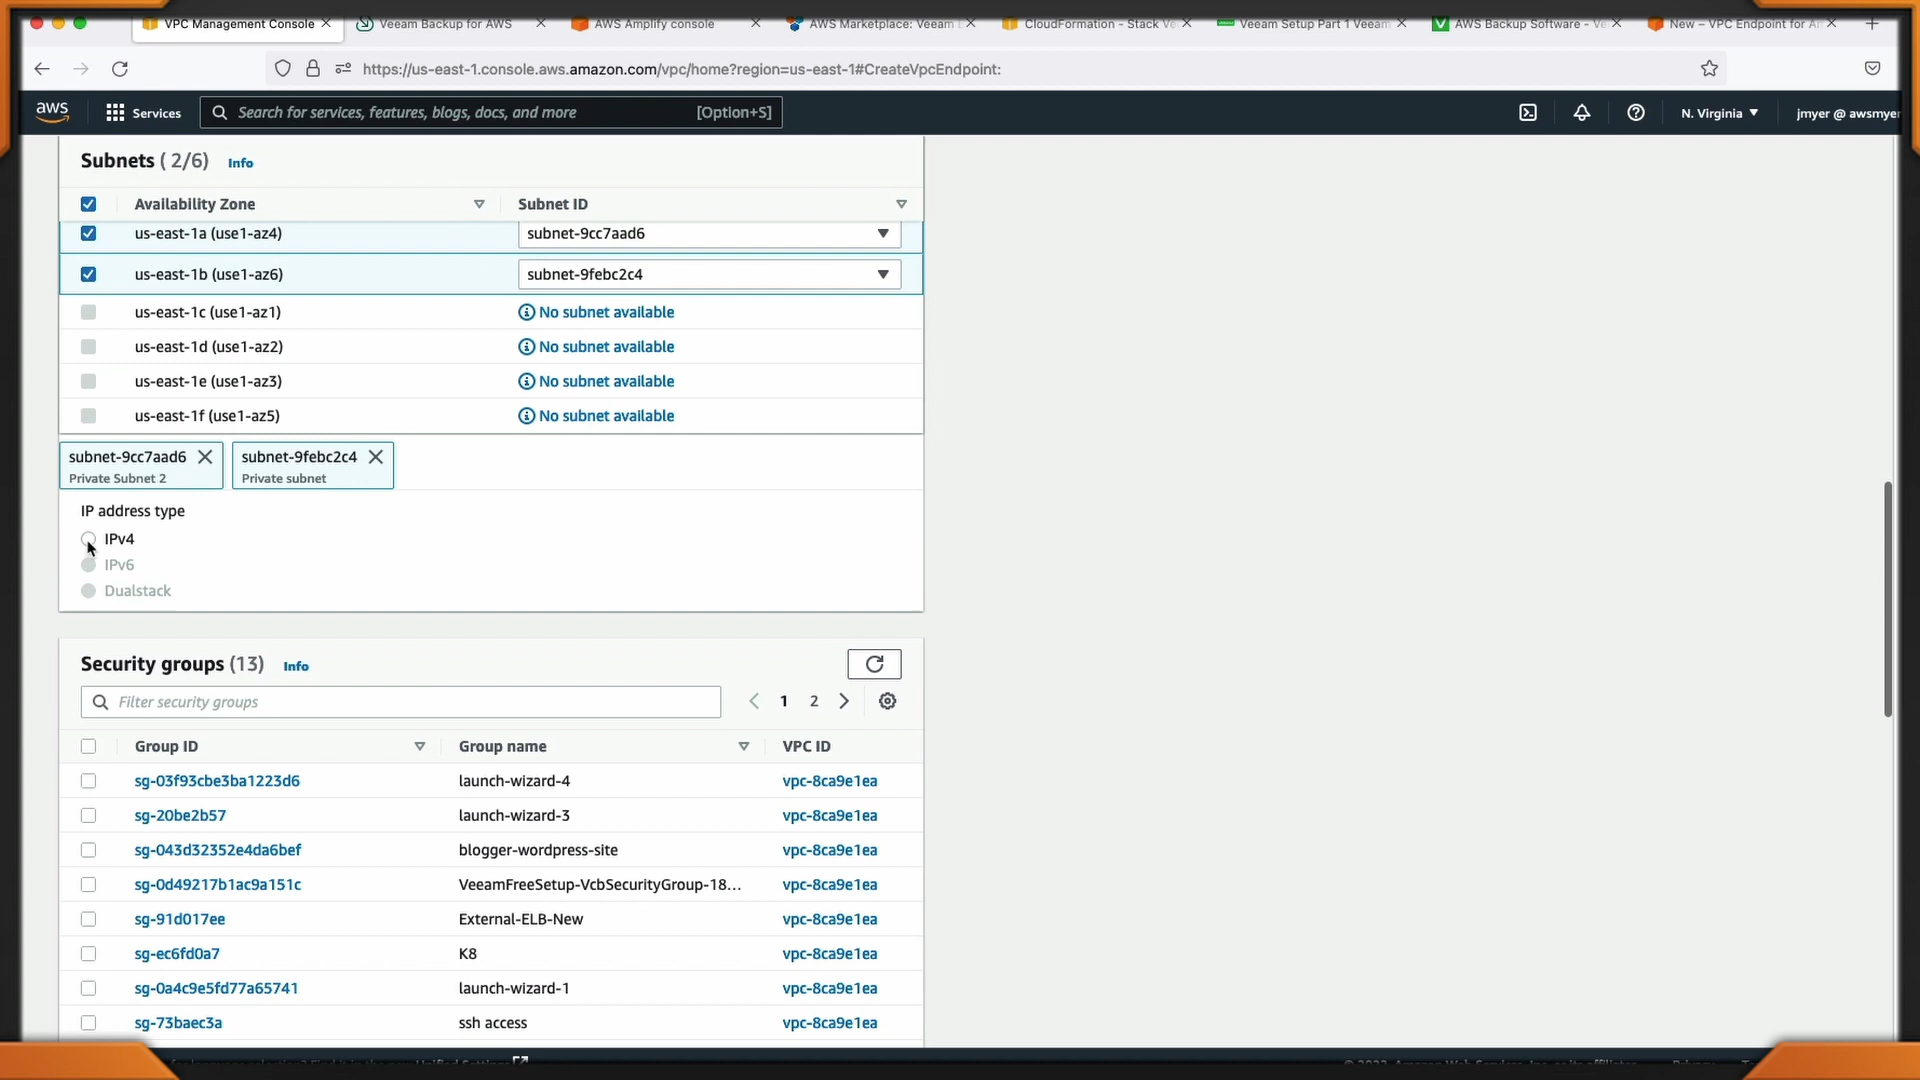 VPC Management Console
Veeam Backup for AWS
AWS Amplify console
AWS Marketplace: Veeam
CloudFormation - Stack Ve
Veeam Setup Part 1 Veeam
AWS Backup Software - Ve
New – VPC Endpoint for
https://us-east-1.console.aws.amazon.com/vpc/home?region=us-east-1#CreateVpcEndpoint:
aws
Services
Search for services, features, blogs, docs, and more
[Option+S]
N. Virginia
jmyer @ awsmyer
Subnets ( 2/6)
Info
Availability Zone
Subnet ID
us-east-1a (use1-az4)
subnet-9cc7aad6
us-east-1b (use1-az6)
subnet-9febc2c4
us-east-1c (use1-az1)
No subnet available
us-east-1d (use1-az2)
No subnet available
us-east-1e (use1-az3)
No subnet available
us-east-1f (use1-az5)
No subnet available
subnet-9cc7aad6
Private Subnet 2
subnet-9febc2c4
Private subnet
IP address type
IPv4
IPv6
Dualstack
Security groups (13)
Info
Filter security groups
1
2
Group ID
Group name
VPC ID
sg-03f93cbe3ba1223d6
launch-wizard-4
vpc-8ca9e1ea
sg-20be2b57
launch-wizard-3
vpc-8ca9e1ea
sg-043d32352e4da6bef
blogger-wordpress-site
vpc-8ca9e1ea
sg-0d49217b1ac9a151c
VeeamFreeSetup-VcbSecurityGroup-18...
vpc-8ca9e1ea
sg-91d017ee
External-ELB-New
vpc-8ca9e1ea
sg-ec6fd0a7
K8
vpc-8ca9e1ea
sg-0a4c9e5fd77a65741
launch-wizard-1
vpc-8ca9e1ea
sg-73baec3a
ssh access
vpc-8ca9e1ea